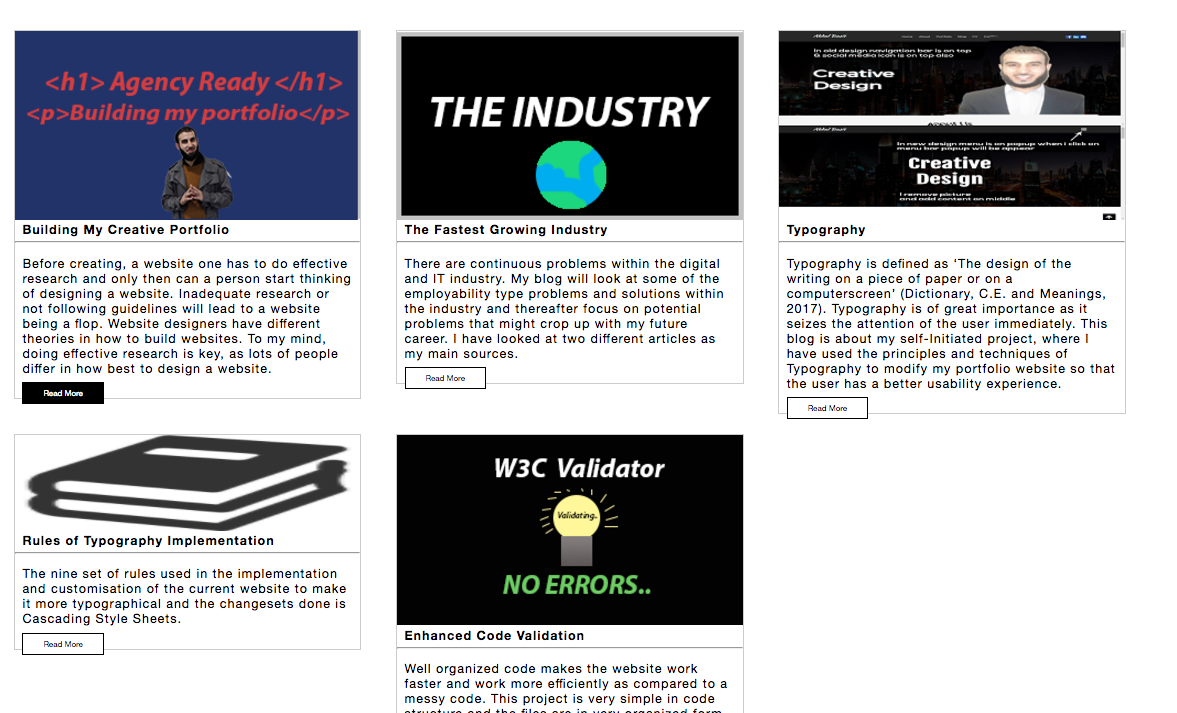 <h1> Agency Ready </h1>
<p>Building my portfolio</p>
Building My Creative Portfolio
Before creating, a website one has to do effective
research and only then can a person start thinking
of designing a website. Inadequate research or
not following guidelines will lead to a website
being a flop. Website designers have different
theories in how to build websites. To my mind,
doing effective research is key, as lots of people
differ in how best to design a website.
Read More
THE INDUSTRY
The Fastest Growing Industry
There are continuous problems within the digital
and IT industry. My blog will look at some of the
employability type problems and solutions within
the industry and thereafter focus on potential
problems that might crop up with my future
career. I have looked at two different articles as
my main sources.
Read More
In old design navigation bar is on top
& social media icon is on top also
Creative
Design
About Us
In new design menu is on popup when i click on
menu bar popup will be appear
Creative
Design
I remove picture
and add content on middle
Typography
Typography is defined as ‘The design of the
writing on a piece of paper or on a
computerscreen’ (Dictionary, C.E. and Meanings,
2017). Typography is of great importance as it
seizes the attention of the user immediately. This
blog is about my self-Initiated project, where I
have used the principles and techniques of
Typography to modify my portfolio website so that
the user has a better usability experience.
Read More
Rules of Typography Implementation
The nine set of rules used in the implementation
and customisation of the current website to make
it more typographical and the changesets done is
Cascading Style Sheets.
Read More
W3C Validator
Validating..
NO ERRORS..
Enhanced Code Validation
Well organized code makes the website work
faster and work more efficiently as compared to a
messy code. This project is very simple in code
structure and the files are in very organized form